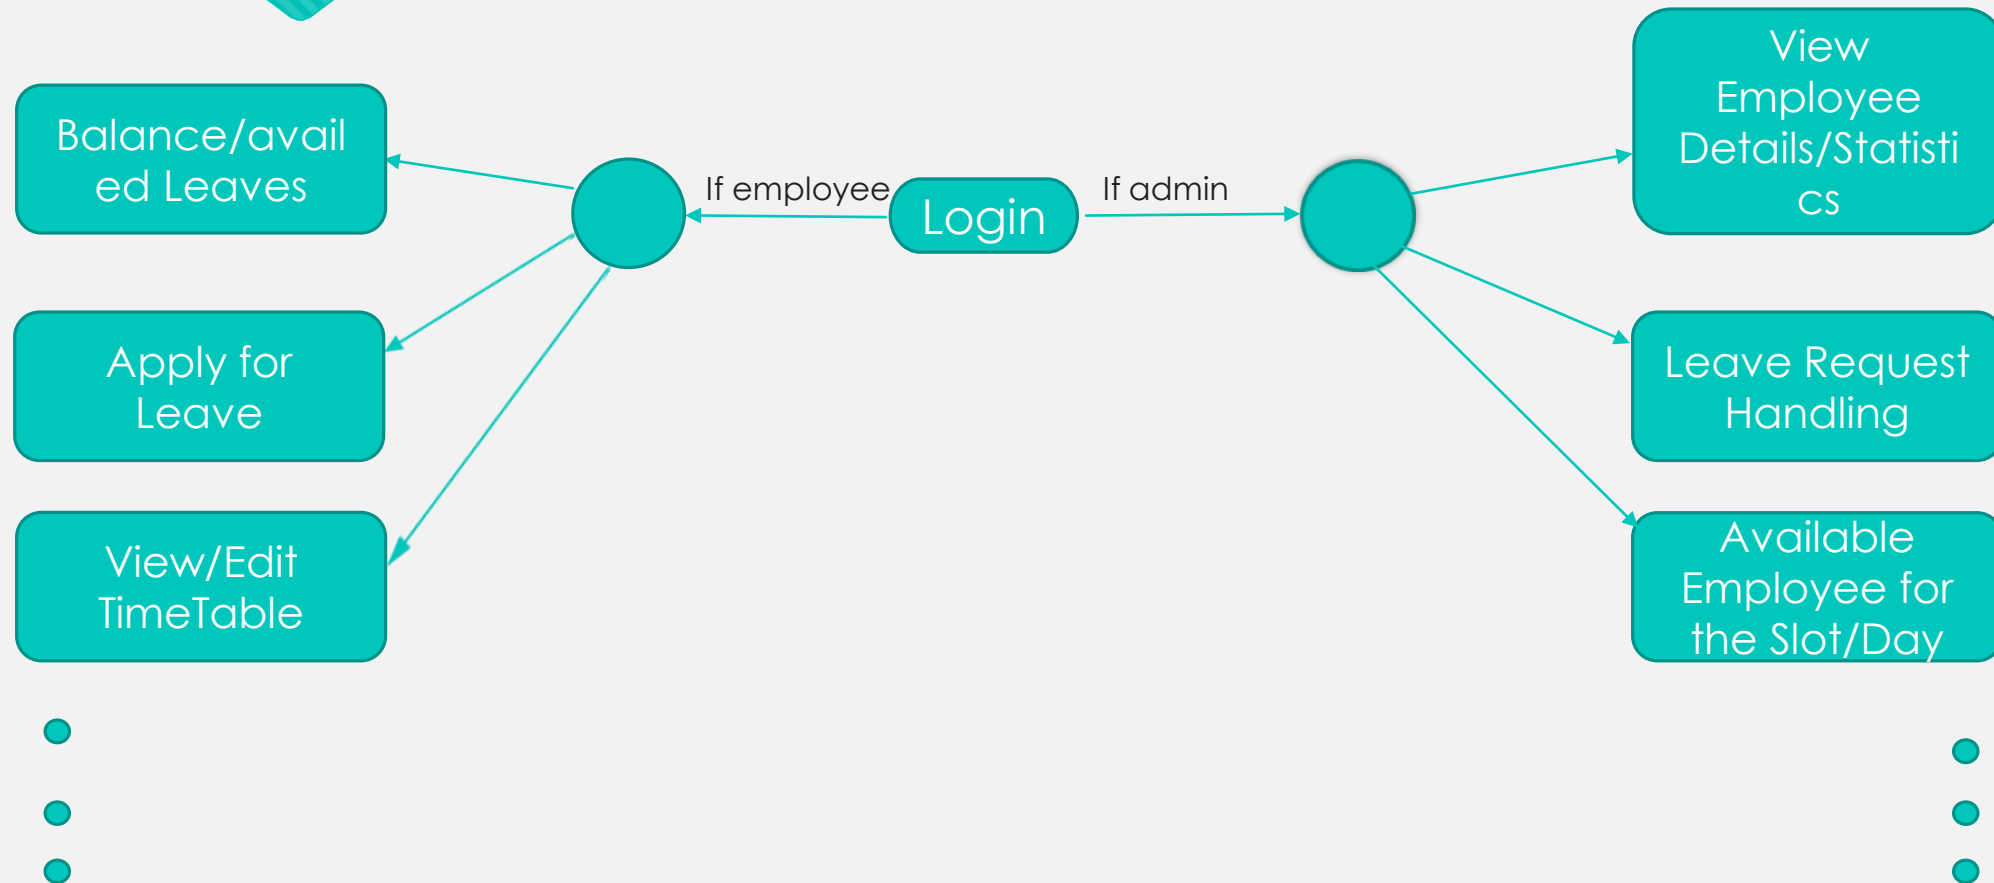 Balance/avail
ed Leaves
Apply for
Leave
View/Edit
TimeTable
If employee
Login
If admin
View
Employee
Details/Statisti
cs
Leave Request
Handling
Available
Employee for
the Slot/Day